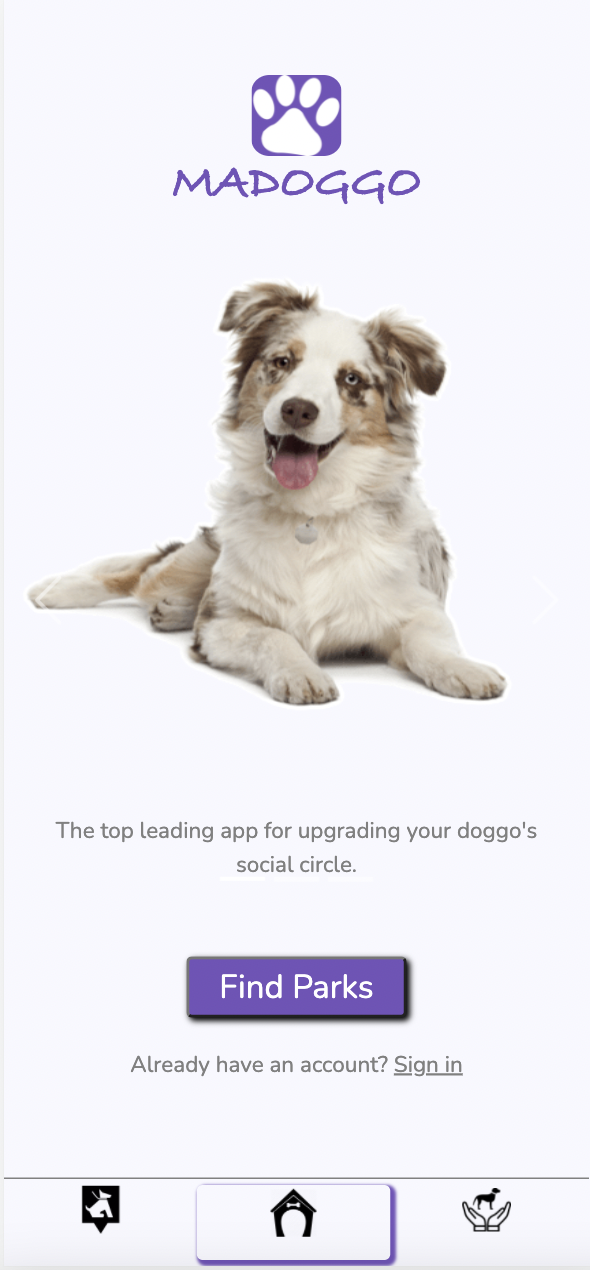 MADOGGO
The top leading app for upgrading your doggo's
social circle.
Find Parks
Already have an account? Sign in